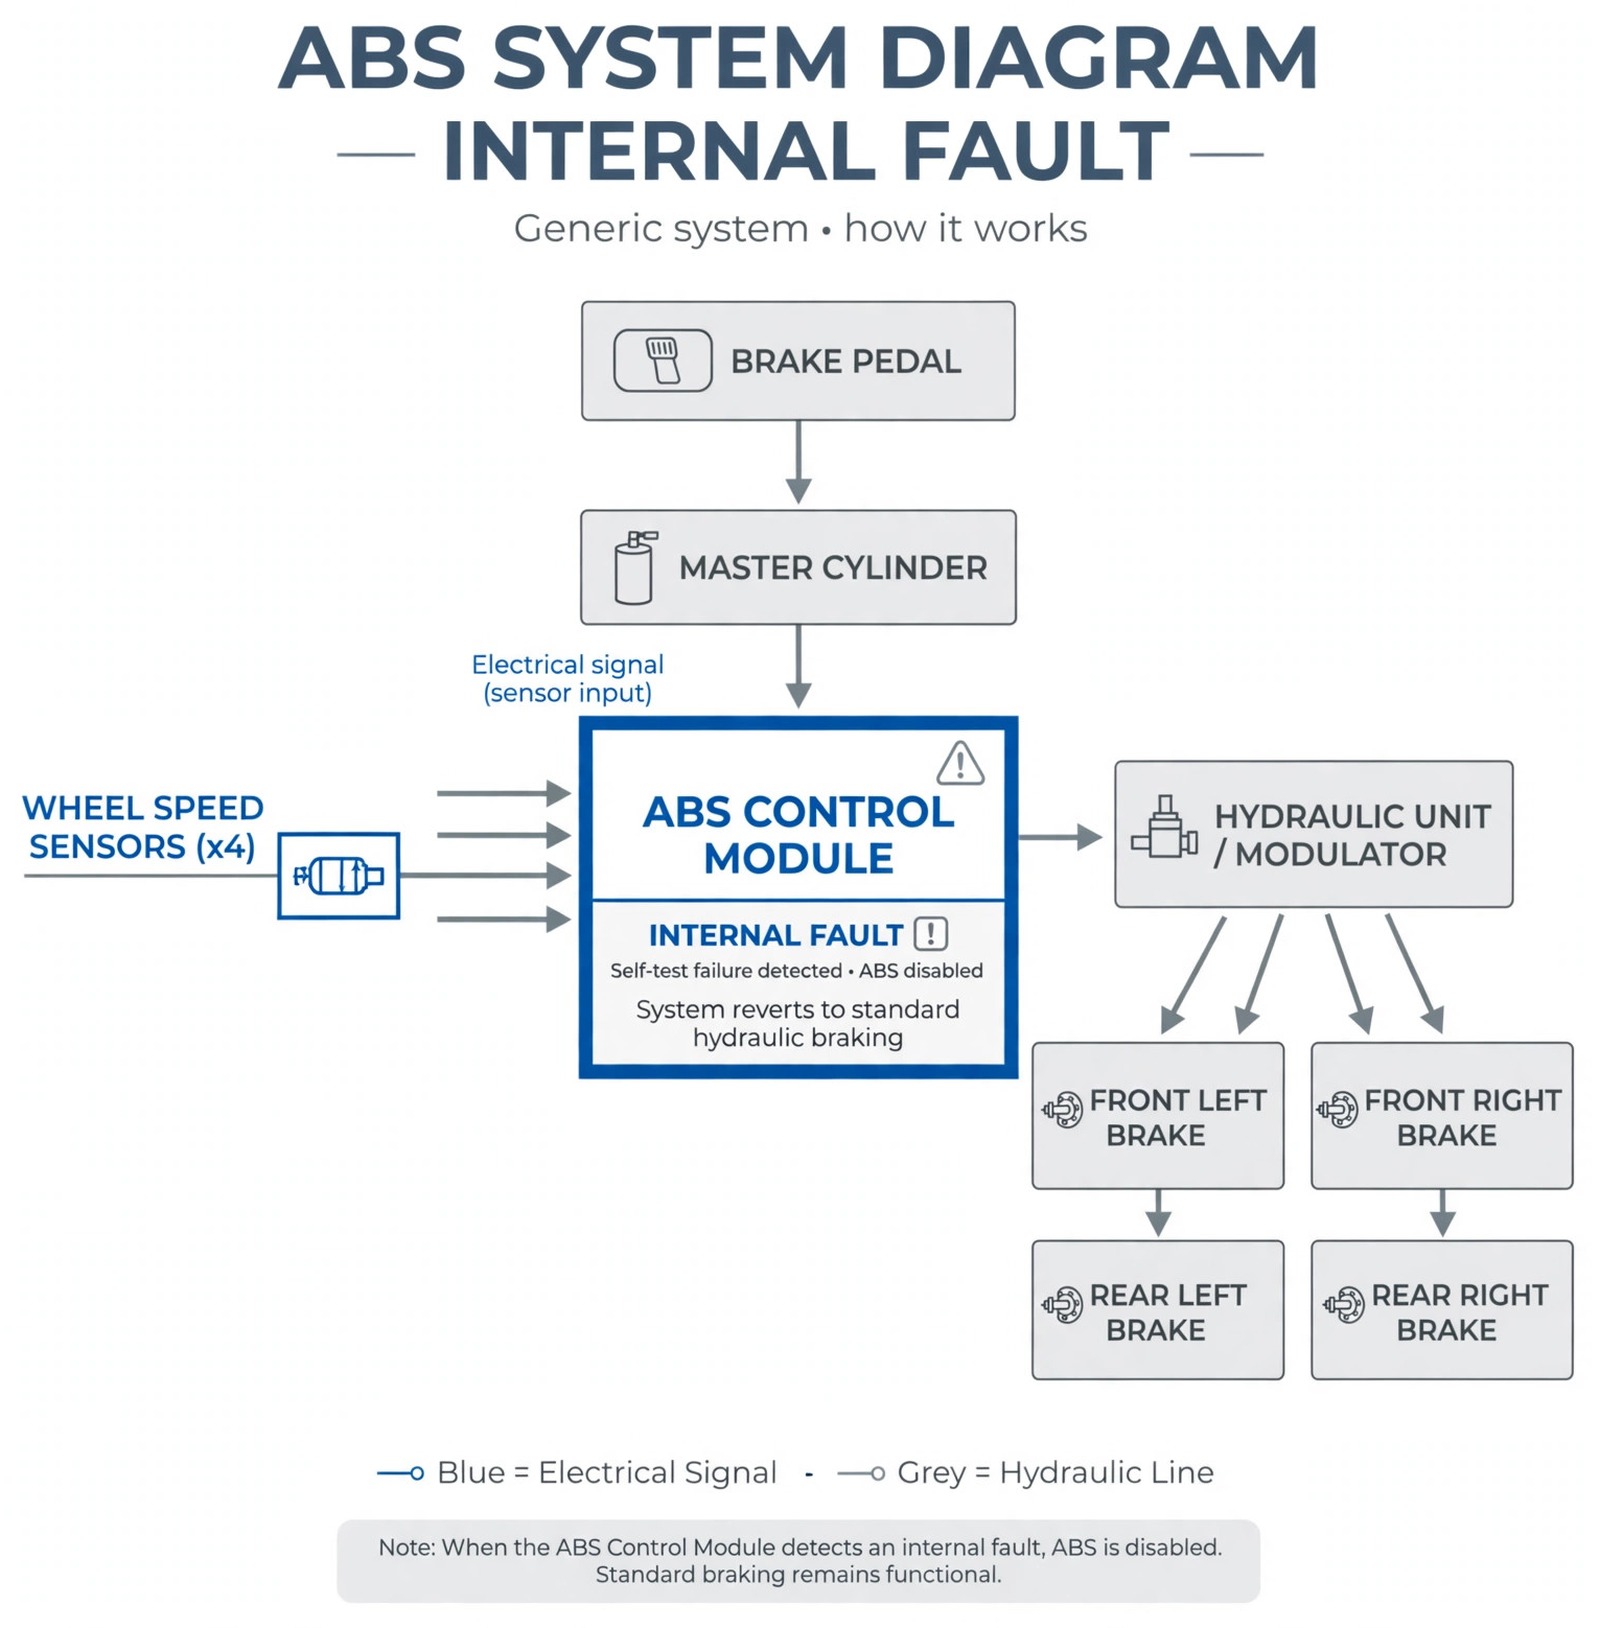 ABS SYSTEM DIAGRAM
INTERNAL FAULT
Generic system • how it works
BRAKE PEDAL
MASTER CYLINDER
Electrical signal
(sensor input)
WHEEL SPEED
SENSORS (x4)
ABS CONTROL
MODULE
INTERNAL FAULT
Self-test failure detected • ABS disabled
System reverts to standard
hydraulic braking
HYDRAULIC UNIT
/ MODULATOR
FRONT LEFT
BRAKE
FRONT RIGHT
BRAKE
REAR LEFT
BRAKE
REAR RIGHT
BRAKE
Blue = Electrical Signal - Grey = Hydraulic Line
Note: When the ABS Control Module detects an internal fault, ABS is disabled.
Standard braking remains functional.